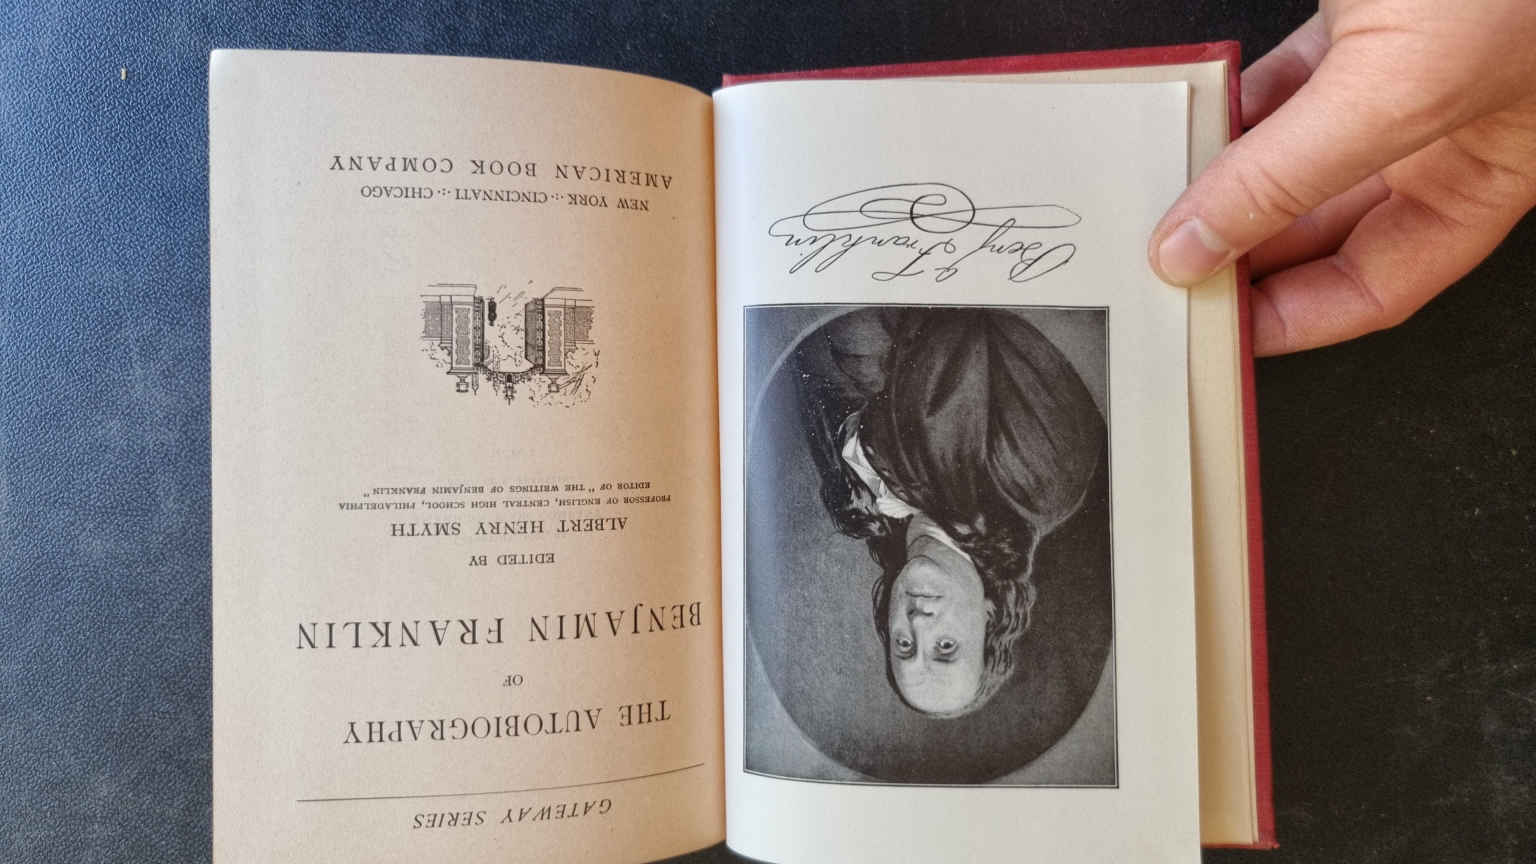 Benj Franklin
GATEWAY SERIES
THE AUTOBIOGRAPHY
OF
BENJAMIN FRANKLIN
EDITED BY
ALBERT HENRY SMYTH
PROFESSOR OF ENGLISH, CENTRAL HIGH SCHOOL, PHILADELPHIA
EDITOR OF "THE WRITINGS OF BENJAMIN FRANKLIN"
NEW YORK ·:· CINCINNATI ·:· CHICAGO
AMERICAN BOOK COMPANY